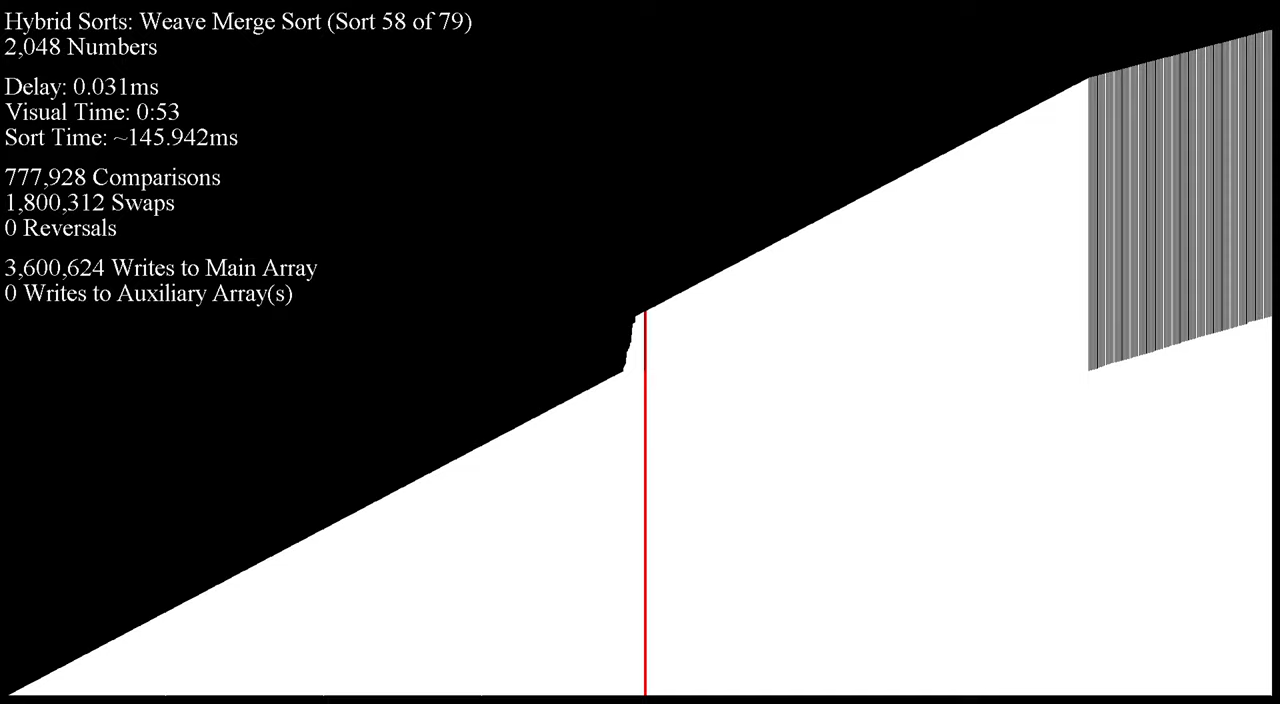 Hybrid Sorts: Weave Merge Sort (Sort 58 of 79)
2,048 Numbers
Delay: 0.031ms
Visual Time: 0:53
Sort Time: ~145.942ms
777,928 Comparisons
1,800,312 Swaps
0 Reversals
3,600,624 Writes to Main Array
0 Writes to Auxiliary Array(s)